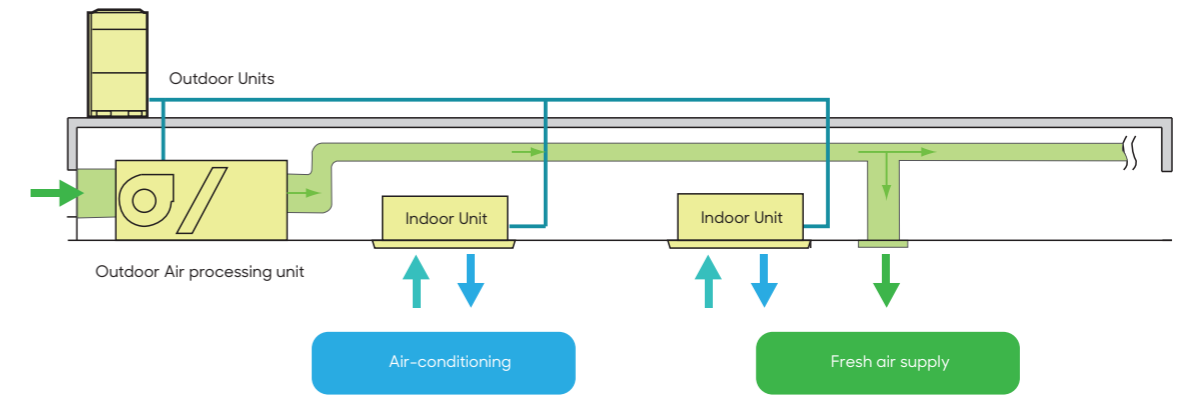 Outdoor Units
Indoor Unit
Indoor Unit
Outdoor Air processing unit
Air-conditioning
Fresh air supply